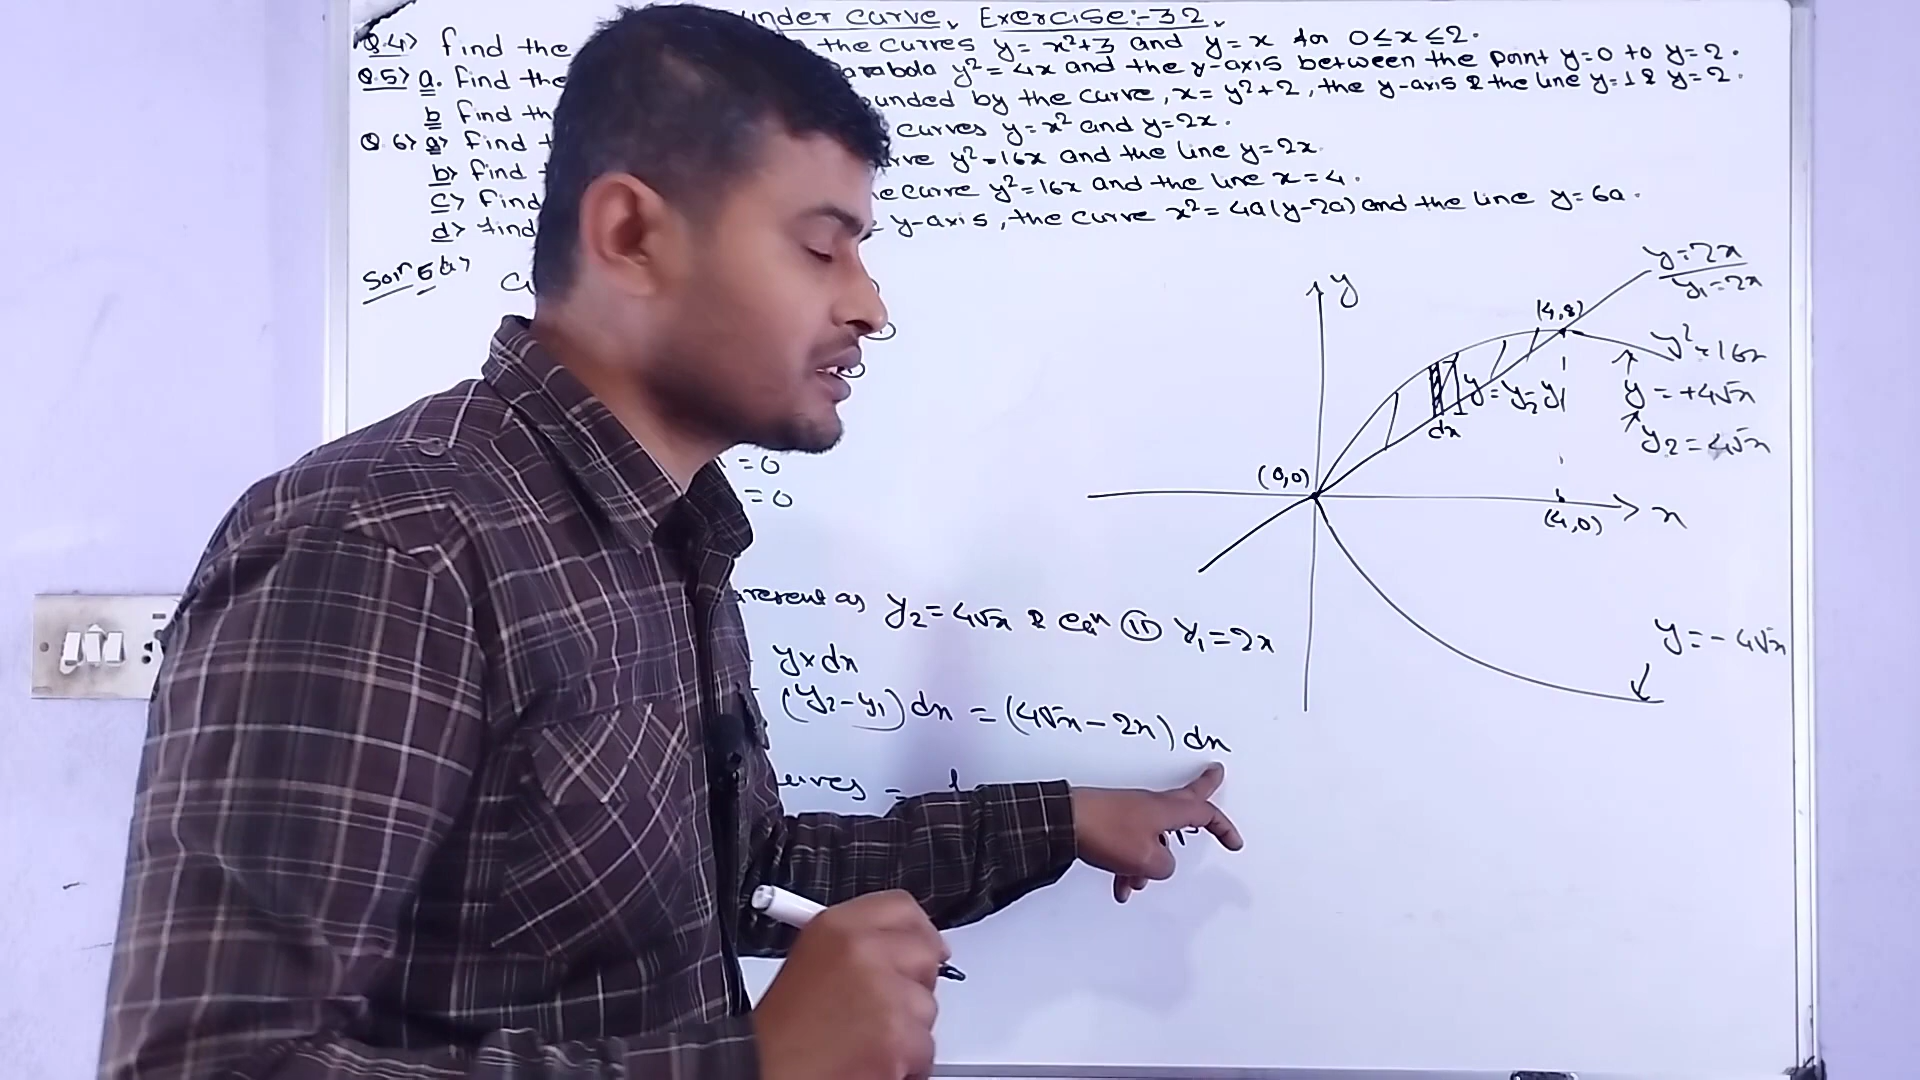 under curve, Exercise:-32,
Q.4> find the the curves y = x²+3 and y = x for 0≤x≤2.
Q.5> a. Find the parabola y² = 4x and the y-axis between the point y=0 to y=2.
b Find th ounded by the curve, x = y²+2, the y-axis & the line y=1 & y=2.
Q.6> a> Find curves y = x² and y=2x.
b> Find rve y² = 16x and the line y=2x.
c> Find e curve y² = 16x and the line x = 4.
d> find y-axis, the curve x² = 4a(y-2a) and the line y = 6a.
Solⁿ
y
y=2x
y₁=2x
(4,8)
y²=16x
y = +4√x
y=y₂-y₁
y₂ = 4√x
dx
(0,0)
x
(4,0)
=0
=0
y₂ = 4√x & eqn (ii) y₁ = 2x
y×dx
(y₂-y₁)dx = (4√x - 2x) dx
y = -4√x
urves =